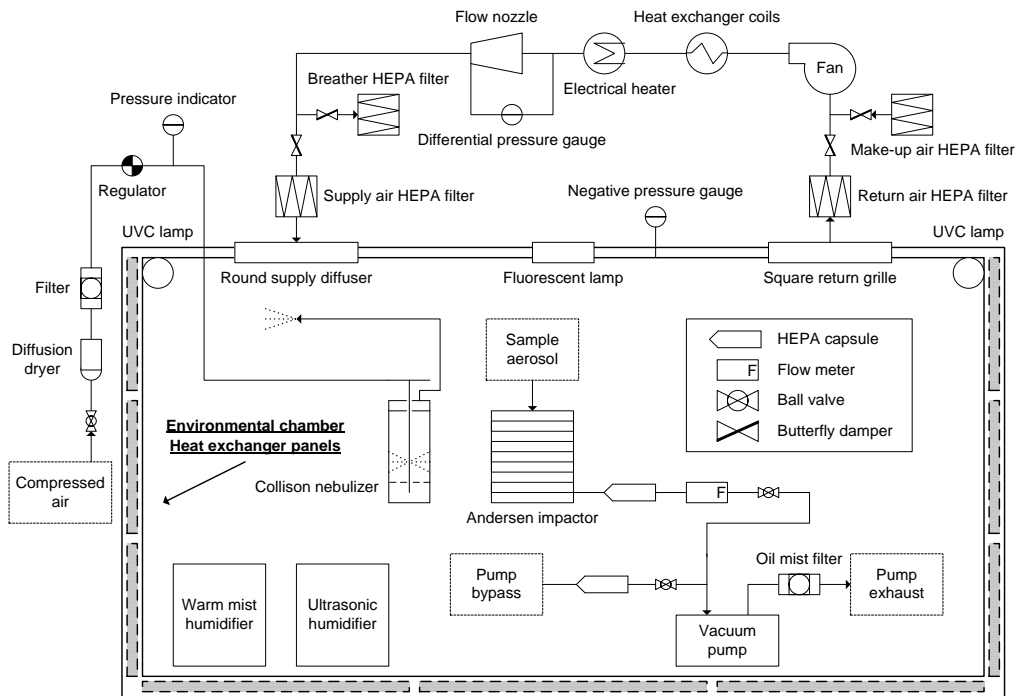 Flow nozzle
Heat exchanger coils
Breather HEPA filter
Fan
Electrical heater
Pressure indicator
Differential pressure gauge
Make-up air HEPA filter
Regulator
Supply air HEPA filter
Negative pressure gauge
Return air HEPA filter
UVC lamp
UVC lamp
Round supply diffuser
Fluorescent lamp
Square return grille
Filter
Sample
aerosol
HEPA capsule
Diffusion
dryer
F
Flow meter
Ball valve
Butterfly damper
Environmental chamber
Heat exchanger panels
Compressed
air
Collison nebulizer
F
Andersen impactor
Oil mist filter
Pump
bypass
Pump
exhaust
Warm mist
humidifier
Ultrasonic
humidifier
Vacuum
pump